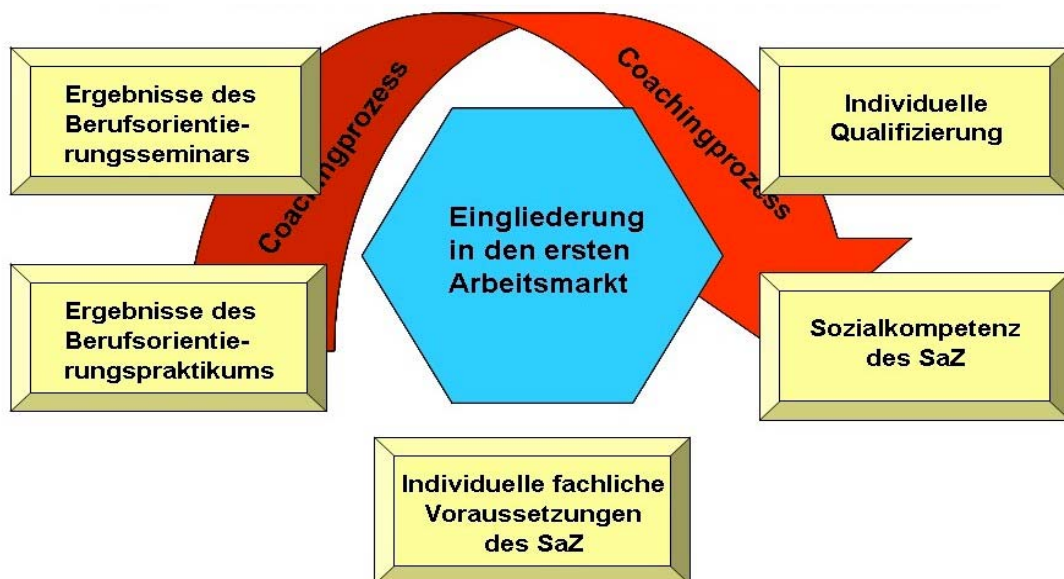 Ergebnisse des
Berufsorientie-
rungsseminars
Coachingprozess
Coachingprozess
Individuelle
Qualifizierung
Eingliederung
in den ersten
Arbeitsmarkt
Ergebnisse des
Berufsorientie-
rungspraktikums
Sozialkompetenz
des SaZ
Individuelle fachliche
Voraussetzungen
des SaZ